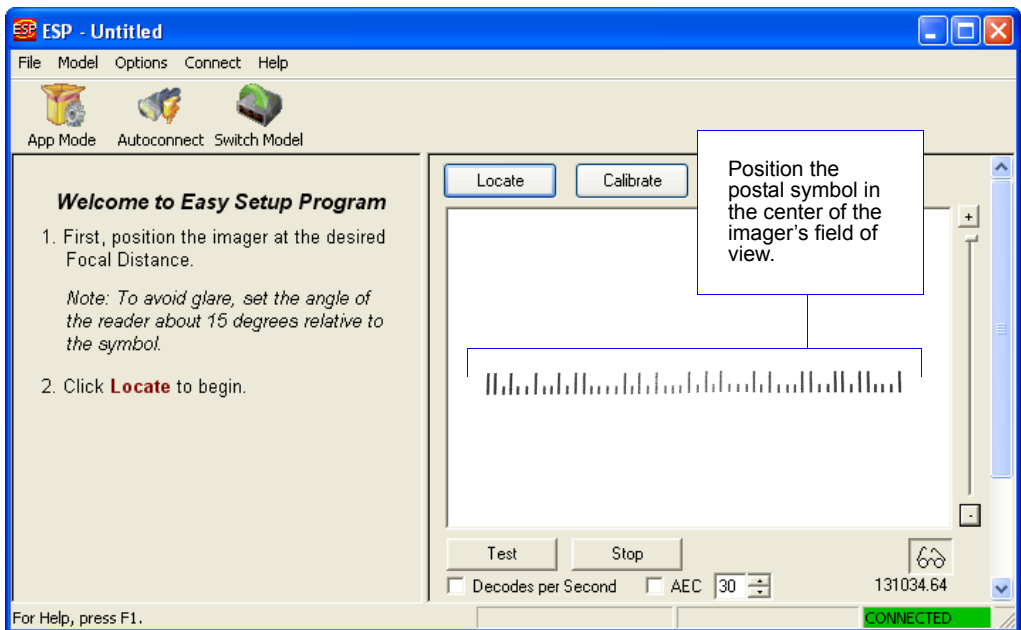 ESP - Untitled
File Model Options Connect Help
App Mode Autoconnect Switch Model
Welcome to Easy Setup Program
1. First, position the imager at the desired
Focal Distance.
Note: To avoid glare, set the angle of
the reader about 15 degrees relative to
the symbol.
2. Click Locate to begin.
Locate Calibrate
Position the
postal symbol in
the center of the
imager's field of
view.
+
-
Test Stop
Decodes per Second AEC 30 131034.64
For Help, press F1. CONNECTED